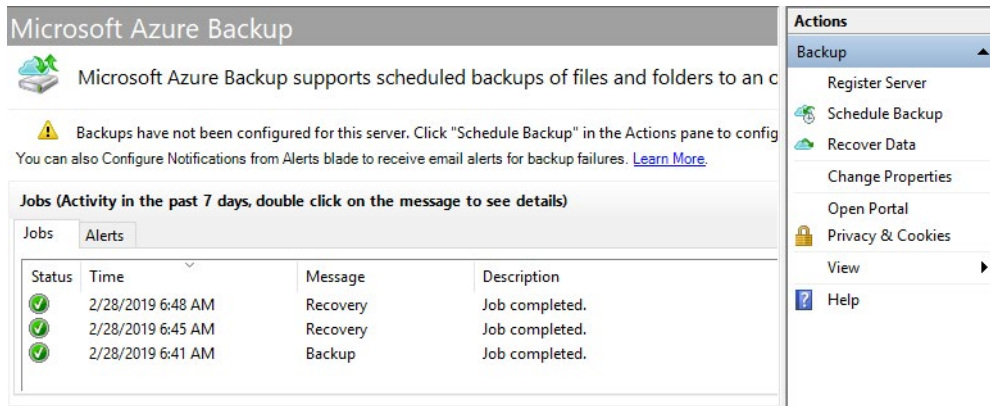 Microsoft Azure Backup
Microsoft Azure Backup supports scheduled backups of files and folders to an
Backups have not been configured for this server. Click "Schedule Backup" in the Actions pane to config
You can also Configure Notifications from Alerts blade to receive email alerts for backup failures. Learn More.
Jobs (Activity in the past 7 days, double click on the message to see details)
Jobs Alerts
Status Time Message Description
2/28/2019 6:48 AM Recovery Job completed.
2/28/2019 6:45 AM Recovery Job completed.
2/28/2019 6:41 AM Backup Job completed.
Actions
Backup
Register Server
Schedule Backup
Recover Data
Change Properties
Open Portal
Privacy & Cookies
View
Help